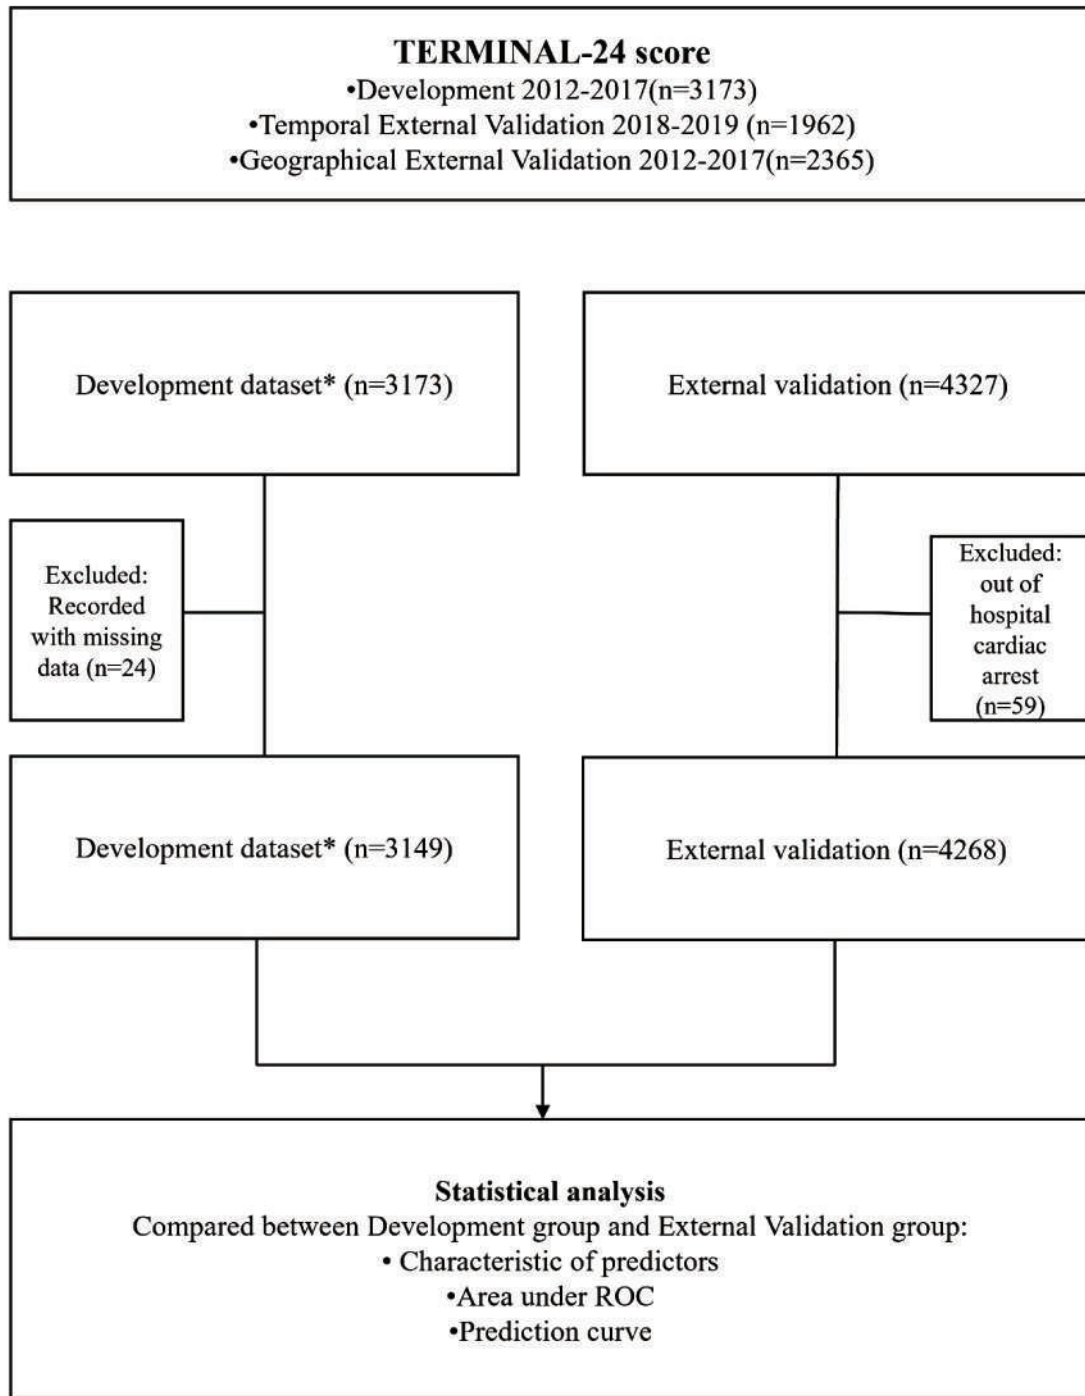 TERMINAL-24 score
•Development 2012-2017(n=3173)
•Temporal External Validation 2018-2019 (n=1962)
•Geographical External Validation 2012-2017(n=2365)
Development dataset* (n=3173)
External validation (n=4327)
Excluded:
Recorded
with missing
data (n=24)
Excluded:
out of
hospital
cardiac
arrest
(n=59)
Development dataset* (n=3149)
External validation (n=4268)
Statistical analysis
Compared between Development group and External Validation group:
• Characteristic of predictors
•Area under ROC
•Prediction curve